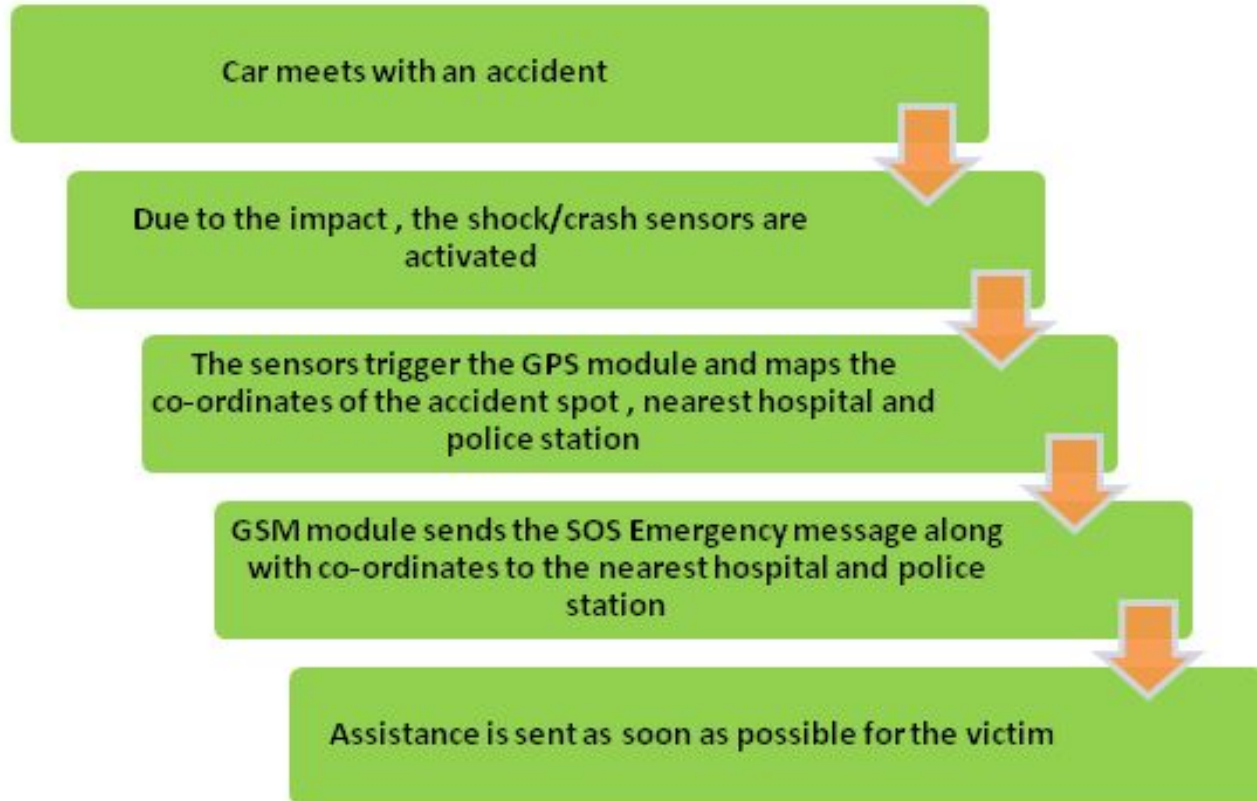 Car meets with an accident
Due to the impact , the shock/crash sensors are
activated
The sensors trigger the GPS module and maps the
co-ordinates of the accident spot , nearest hospital and
police station
GSM module sends the SOS Emergency message along
with co-ordinates to the nearest hospital and police
station
Assistance is sent as soon as possible for the victim